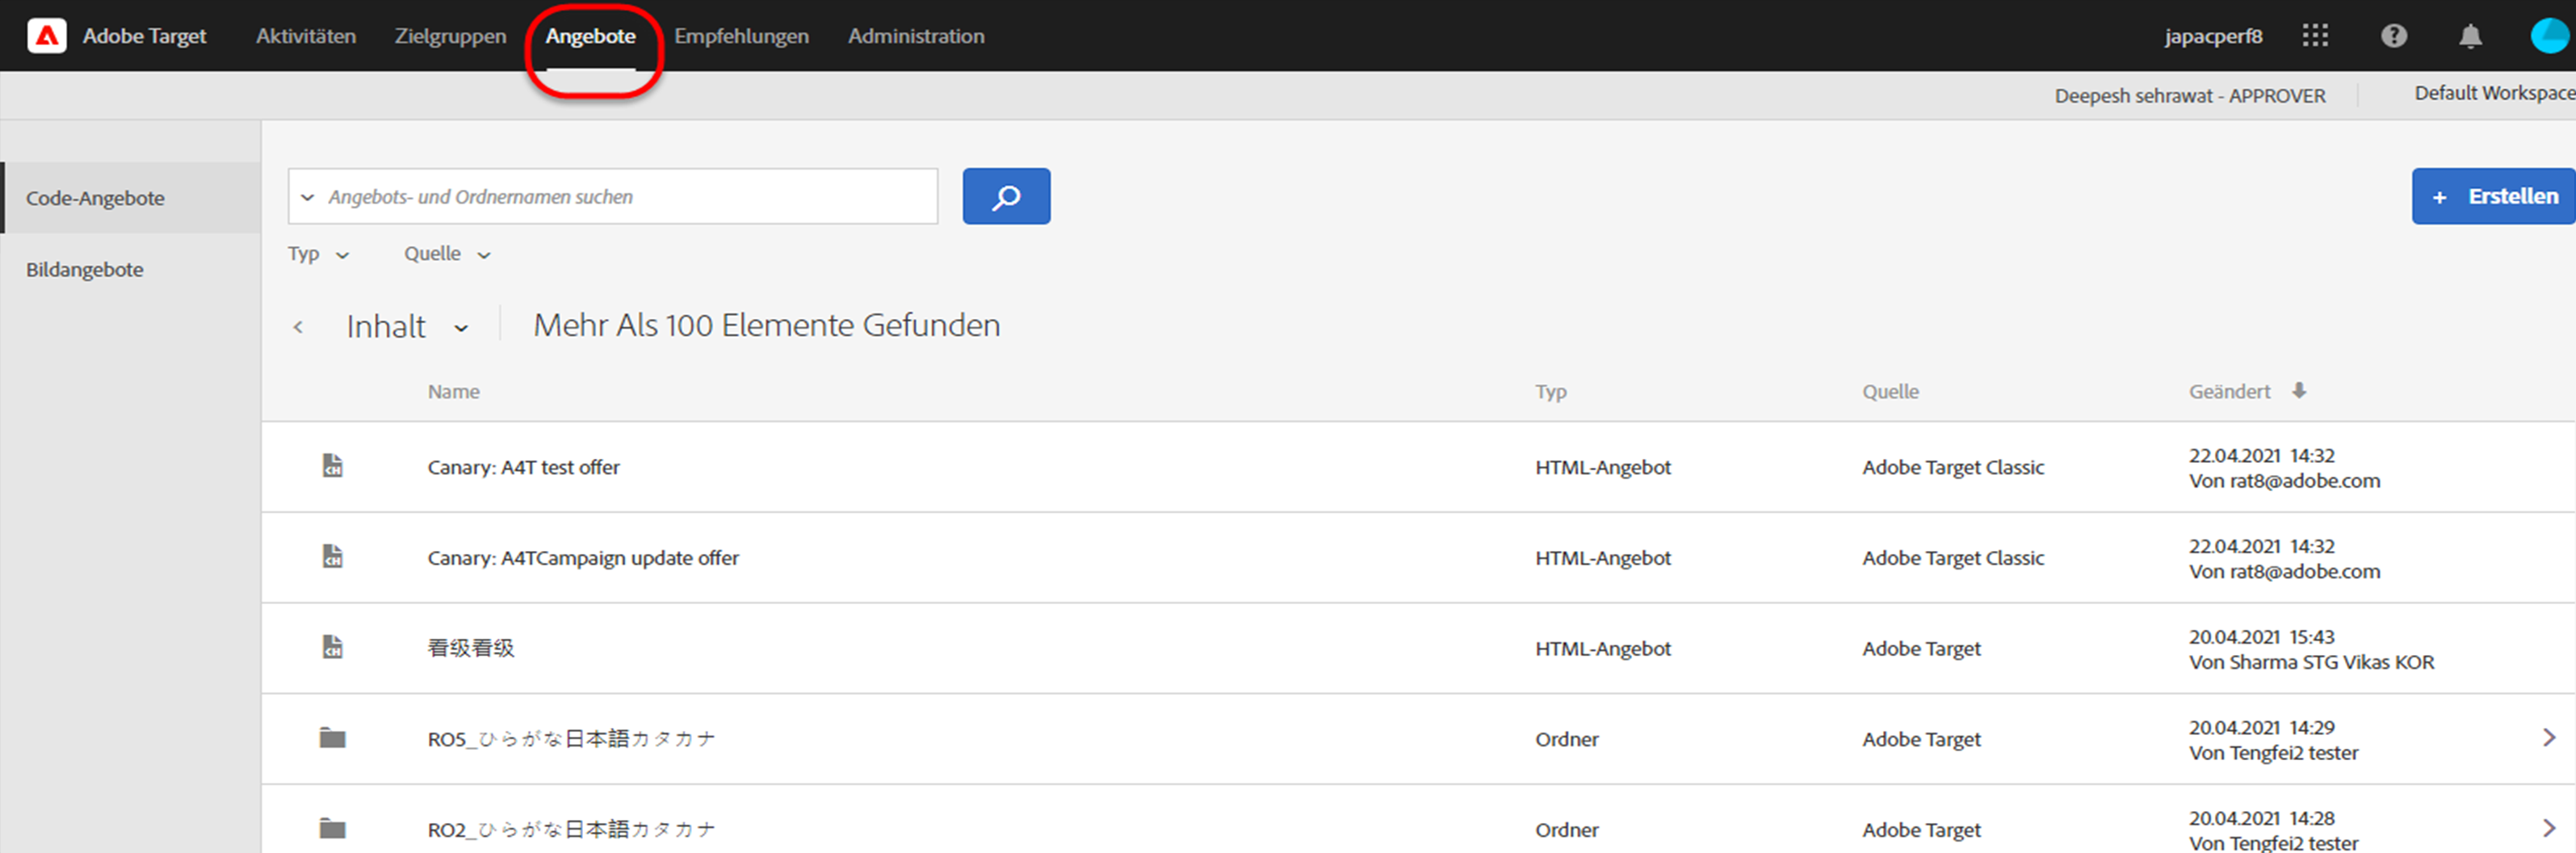 Adobe Target
Aktivitäten
Zielgruppen
Angebote
Empfehlungen
Administration
japacperf8
Deepesh sehrawat - APPROVER
Default Workspace
Code-Angebote
Bildangebote
Angebots- und Ordnernamen suchen
+ Erstellen
Typ
Quelle
Inhalt
Mehr Als 100 Elemente Gefunden
Name
Typ
Quelle
Geändert
Canary: A4T test offer
HTML-Angebot
Adobe Target Classic
22.04.2021 14:32
Von rat8@adobe.com
Canary: A4TCampaign update offer
HTML-Angebot
Adobe Target Classic
22.04.2021 14:32
Von rat8@adobe.com
看级看级
HTML-Angebot
Adobe Target
20.04.2021 15:43
Von Sharma STG Vikas KOR
RO5_ひらがな日本語カタカナ
Ordner
Adobe Target
20.04.2021 14:29
Von Tengfei2 tester
RO2_ひらがな日本語カタカナ
Ordner
Adobe Target
20.04.2021 14:28
Von Tengfei2 tester